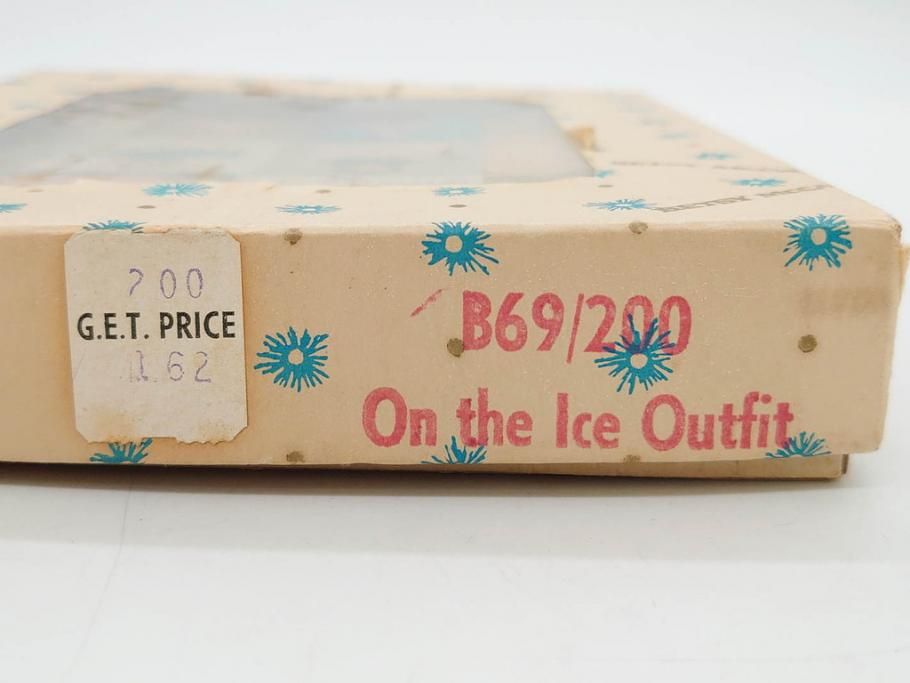 200
G.E.T. PRICE
1.62
B69/200
On the Ice Outfit